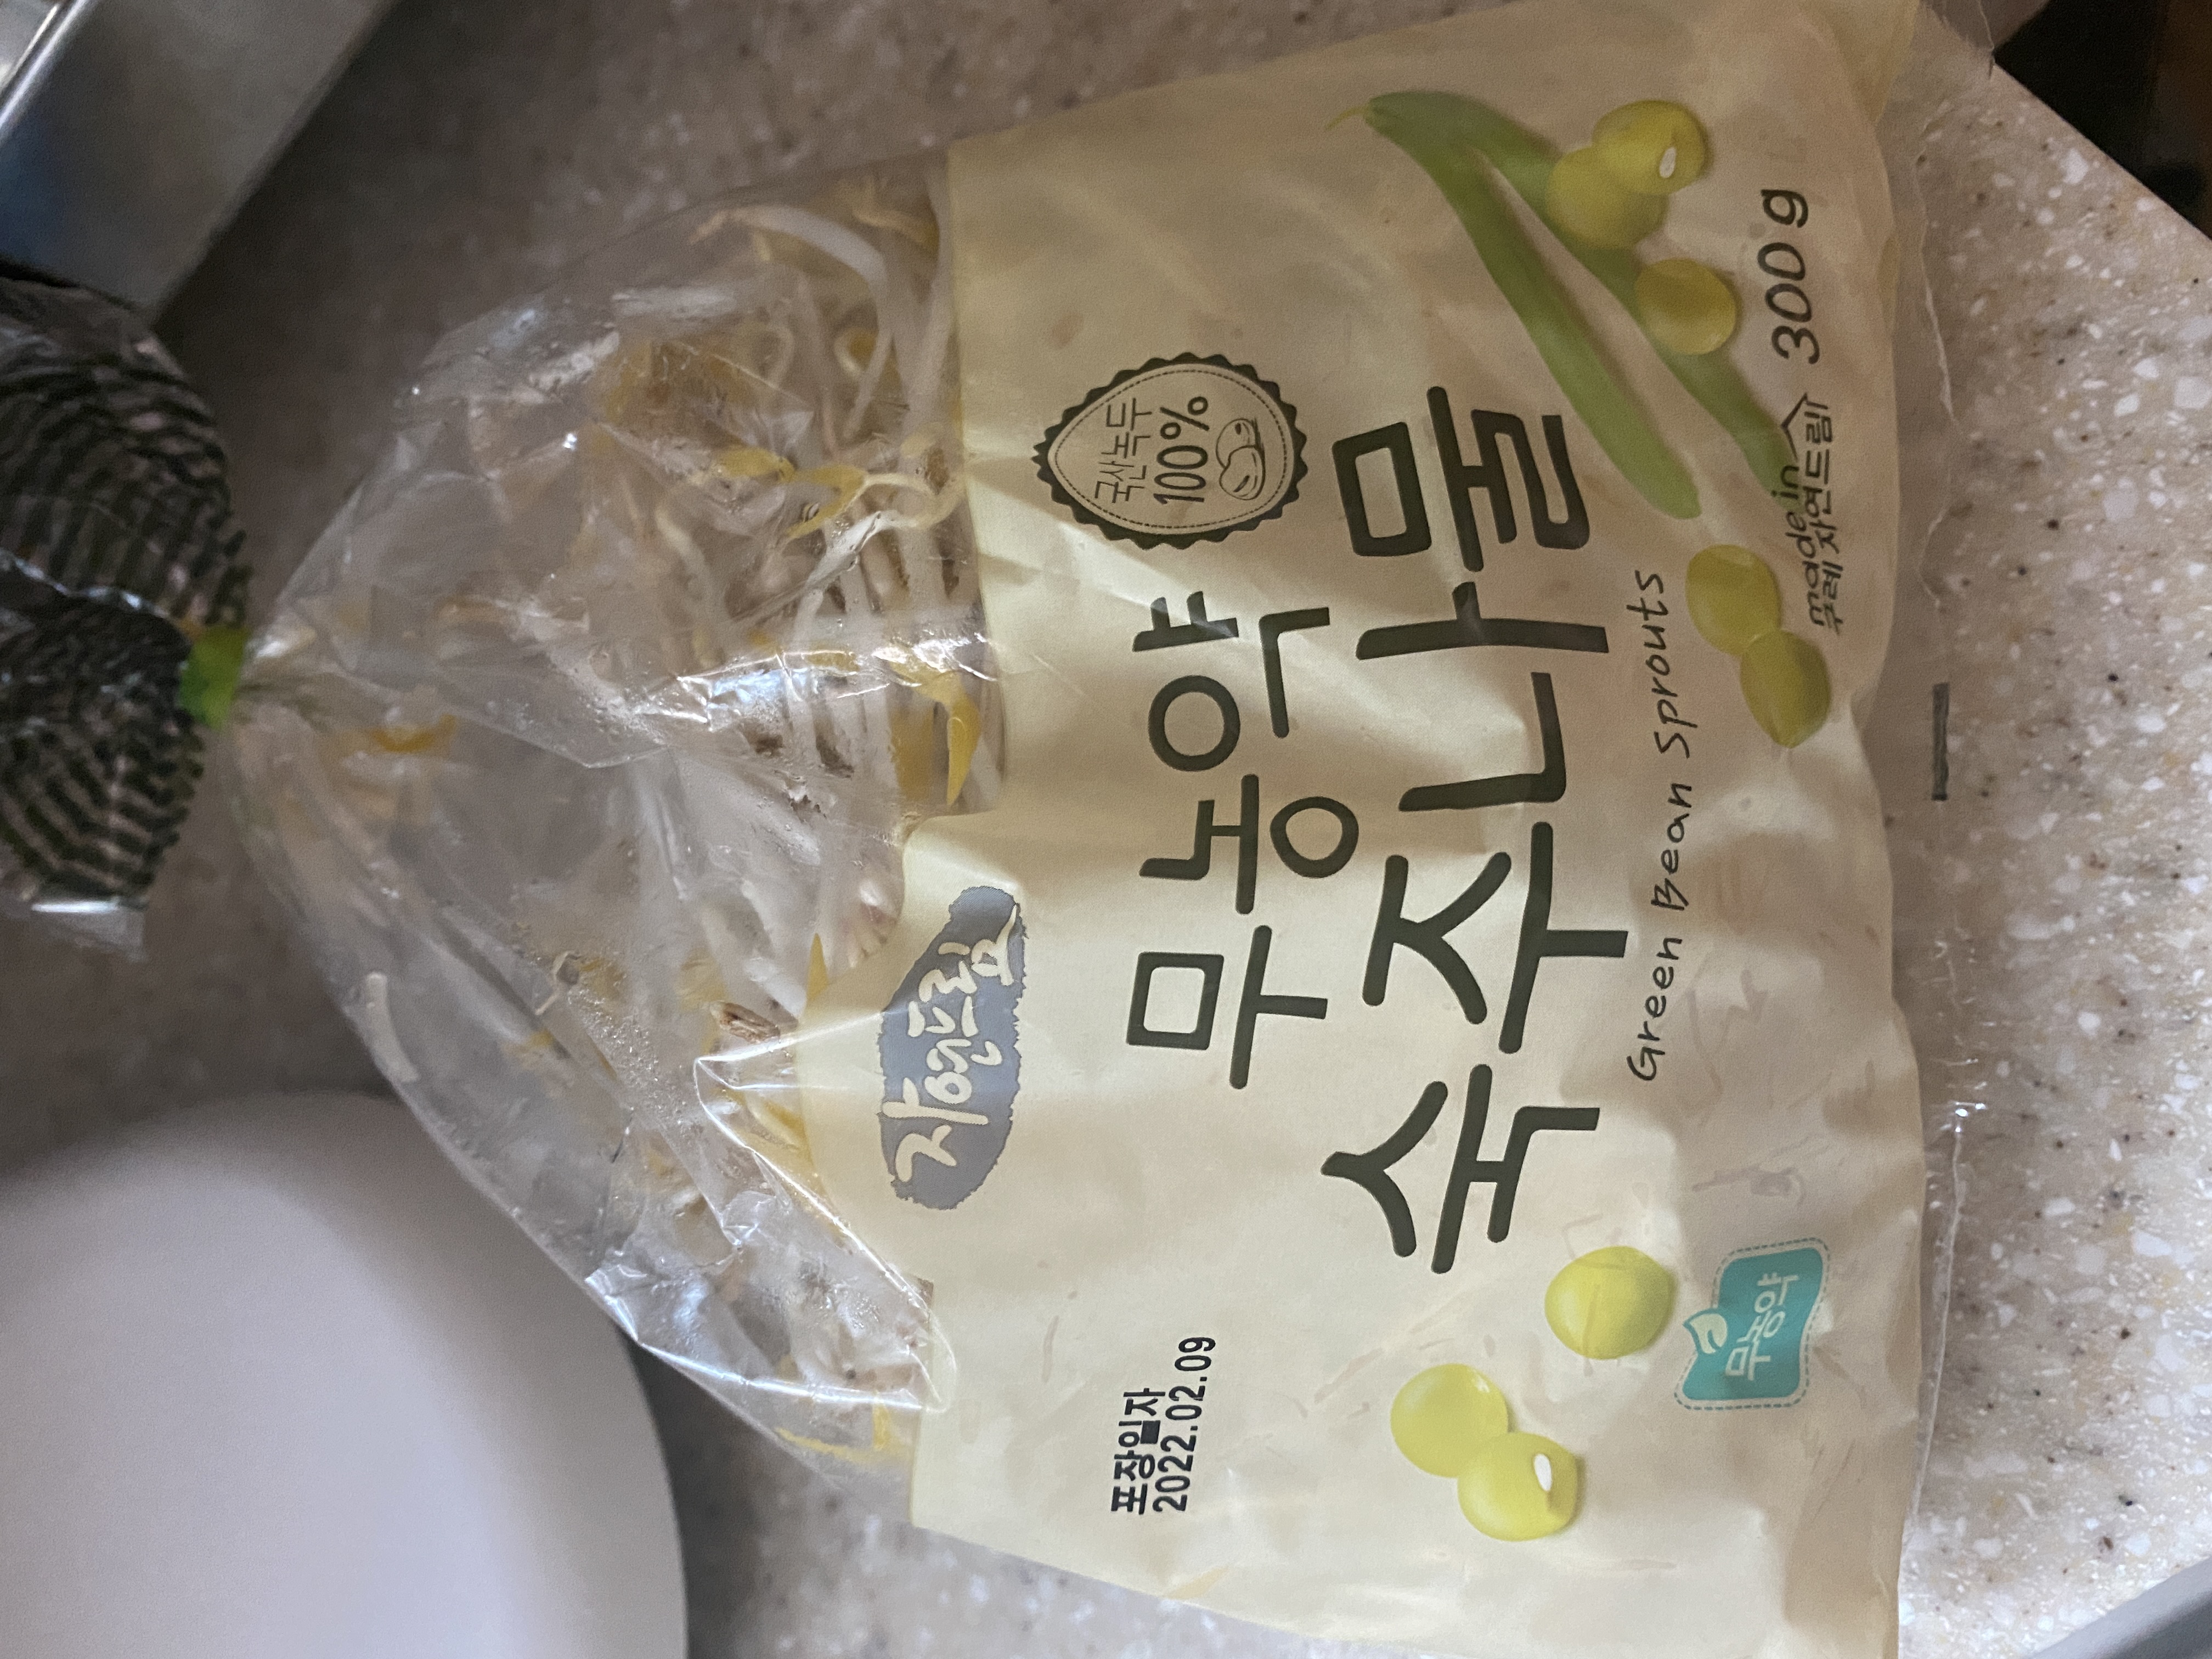 자연드림
국산녹두
100%
포장일자
2022.02.09
무농약
숙주나물
Green Bean Sprouts
무농약
made in
쿠레 자연드림
300g